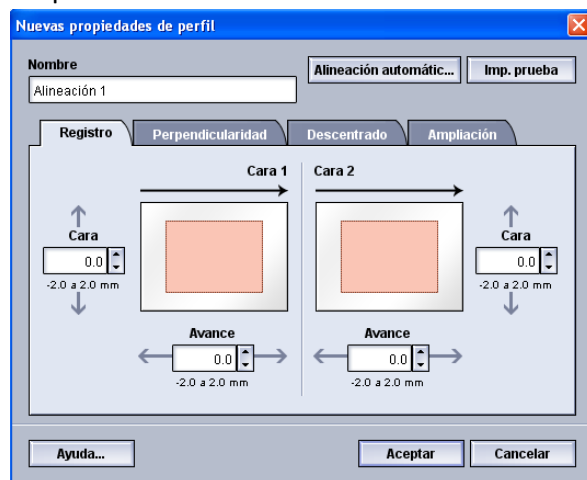 Nuevas propiedades de perfil
Nombre
Alineación automátic...
Imp. prueba
Alineación 1
Registro
Perpendicularidad
Descentrado
Ampliación
Cara 1
Cara 2
Cara
0.0
-2.0 a 2.0 mm
Cara
0.0
-2.0 a 2.0 mm
Avance
0.0
-2.0 a 2.0 mm
Avance
0.0
-2.0 a 2.0 mm
Ayuda...
Aceptar
Cancelar